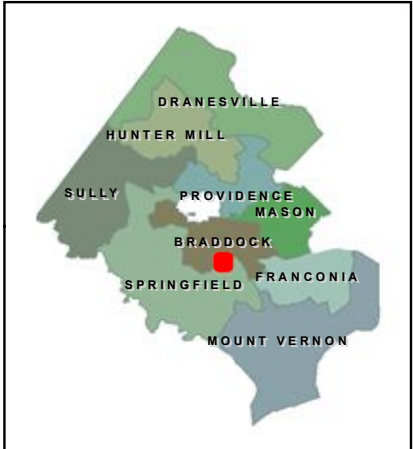 DRANESVILLE
HUNTER MILL
SULLY
PROVIDENCE
MASON
BRADDOCK
FRANCONIA
SPRINGFIELD
MOUNT VERNON